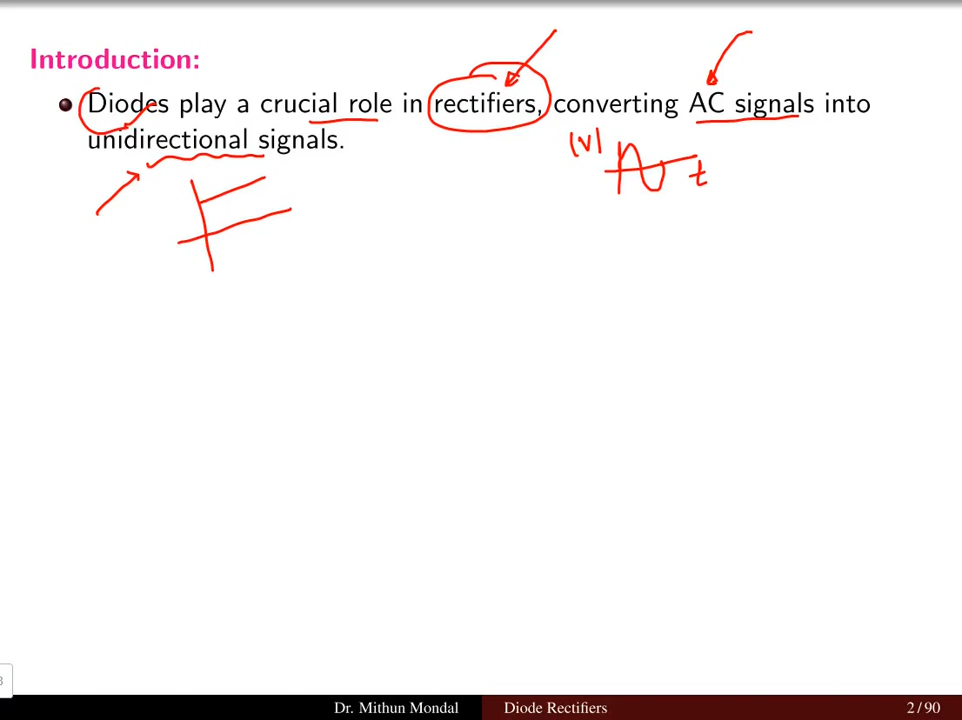 Introduction:
Diodes play a crucial role in rectifiers, converting AC signals into
unidirectional signals.
|v|
t
Dr. Mithun Mondal Diode Rectifiers 2 / 90